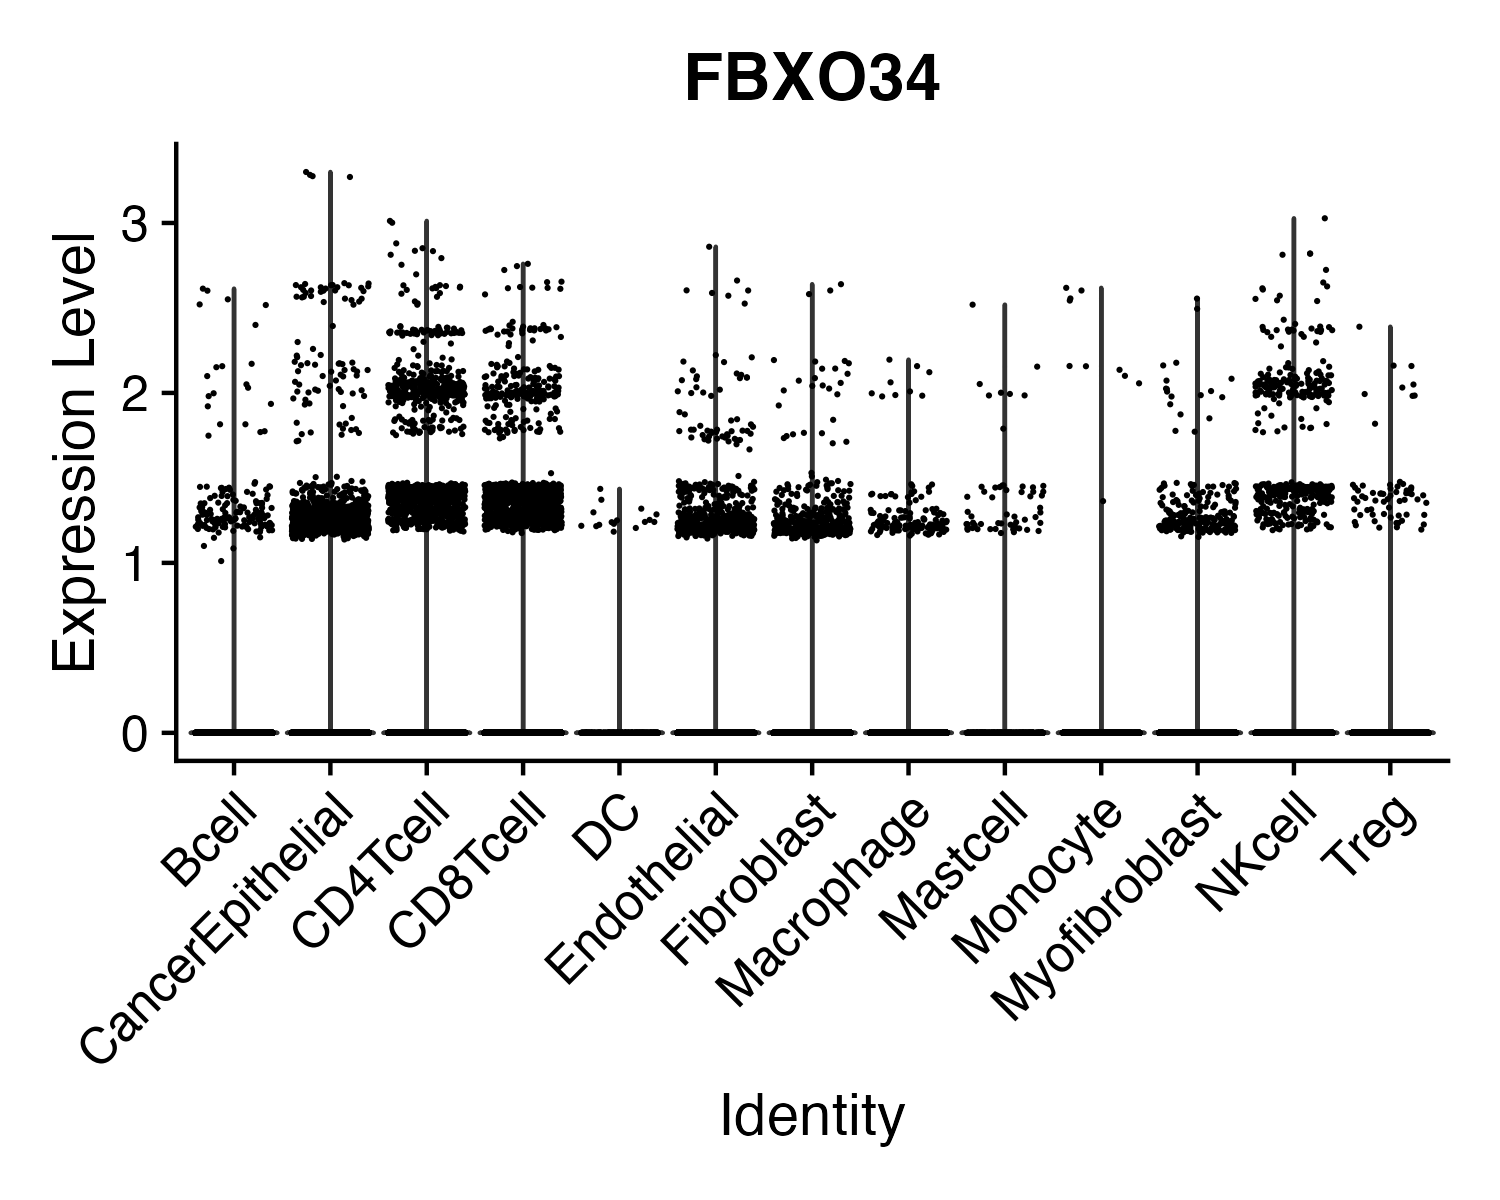 FBXO34
Expression Level
3
2
1
0
Bcell
CancerEpithelial
CD4Tcell
CD8Tcell
DC
Endothelial
Fibroblast
Macrophage
Mastcell
Monocyte
Myofibroblast
NKcell
Treg
Identity